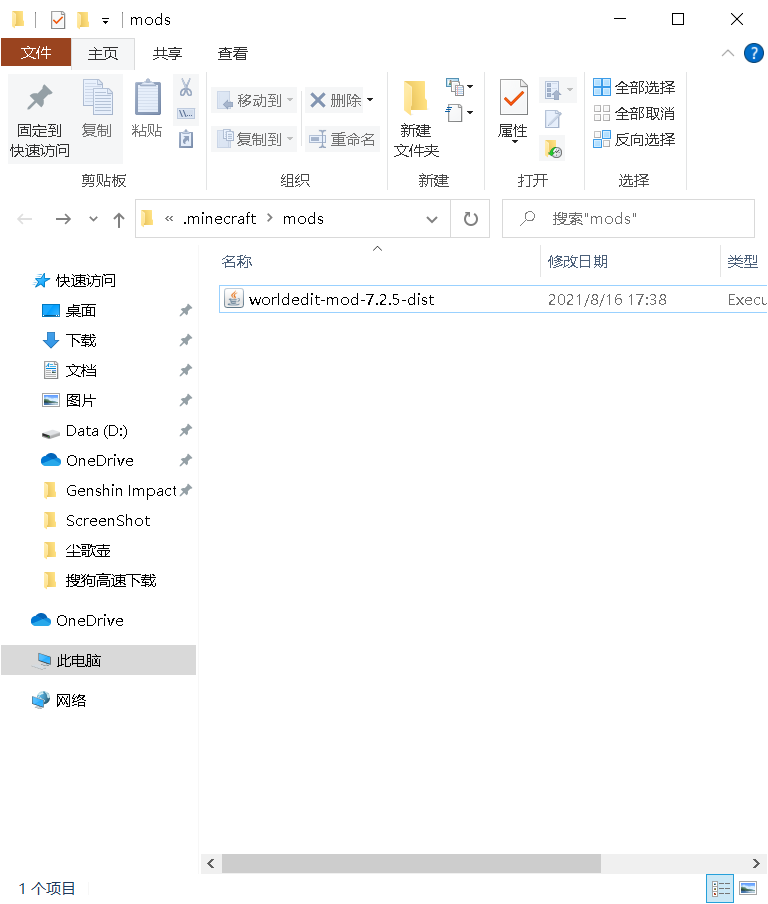 mods
文件 主页 共享 查看
固定到
快速访问
复制
粘贴
移动到
复制到
删除
重命名
新建
文件夹
属性
全部选择
全部取消
反向选择
剪贴板 组织 新建 打开 选择
« .minecraft › mods
搜索"mods"
名称 修改日期 类型
worldedit-mod-7.2.5-dist 2021/8/16 17:38 Execu
快速访问
桌面
下载
文档
图片
Data (D:)
OneDrive
Genshin Impact
ScreenShot
尘歌壶
搜狗高速下载
OneDrive
此电脑
网络
1 个项目